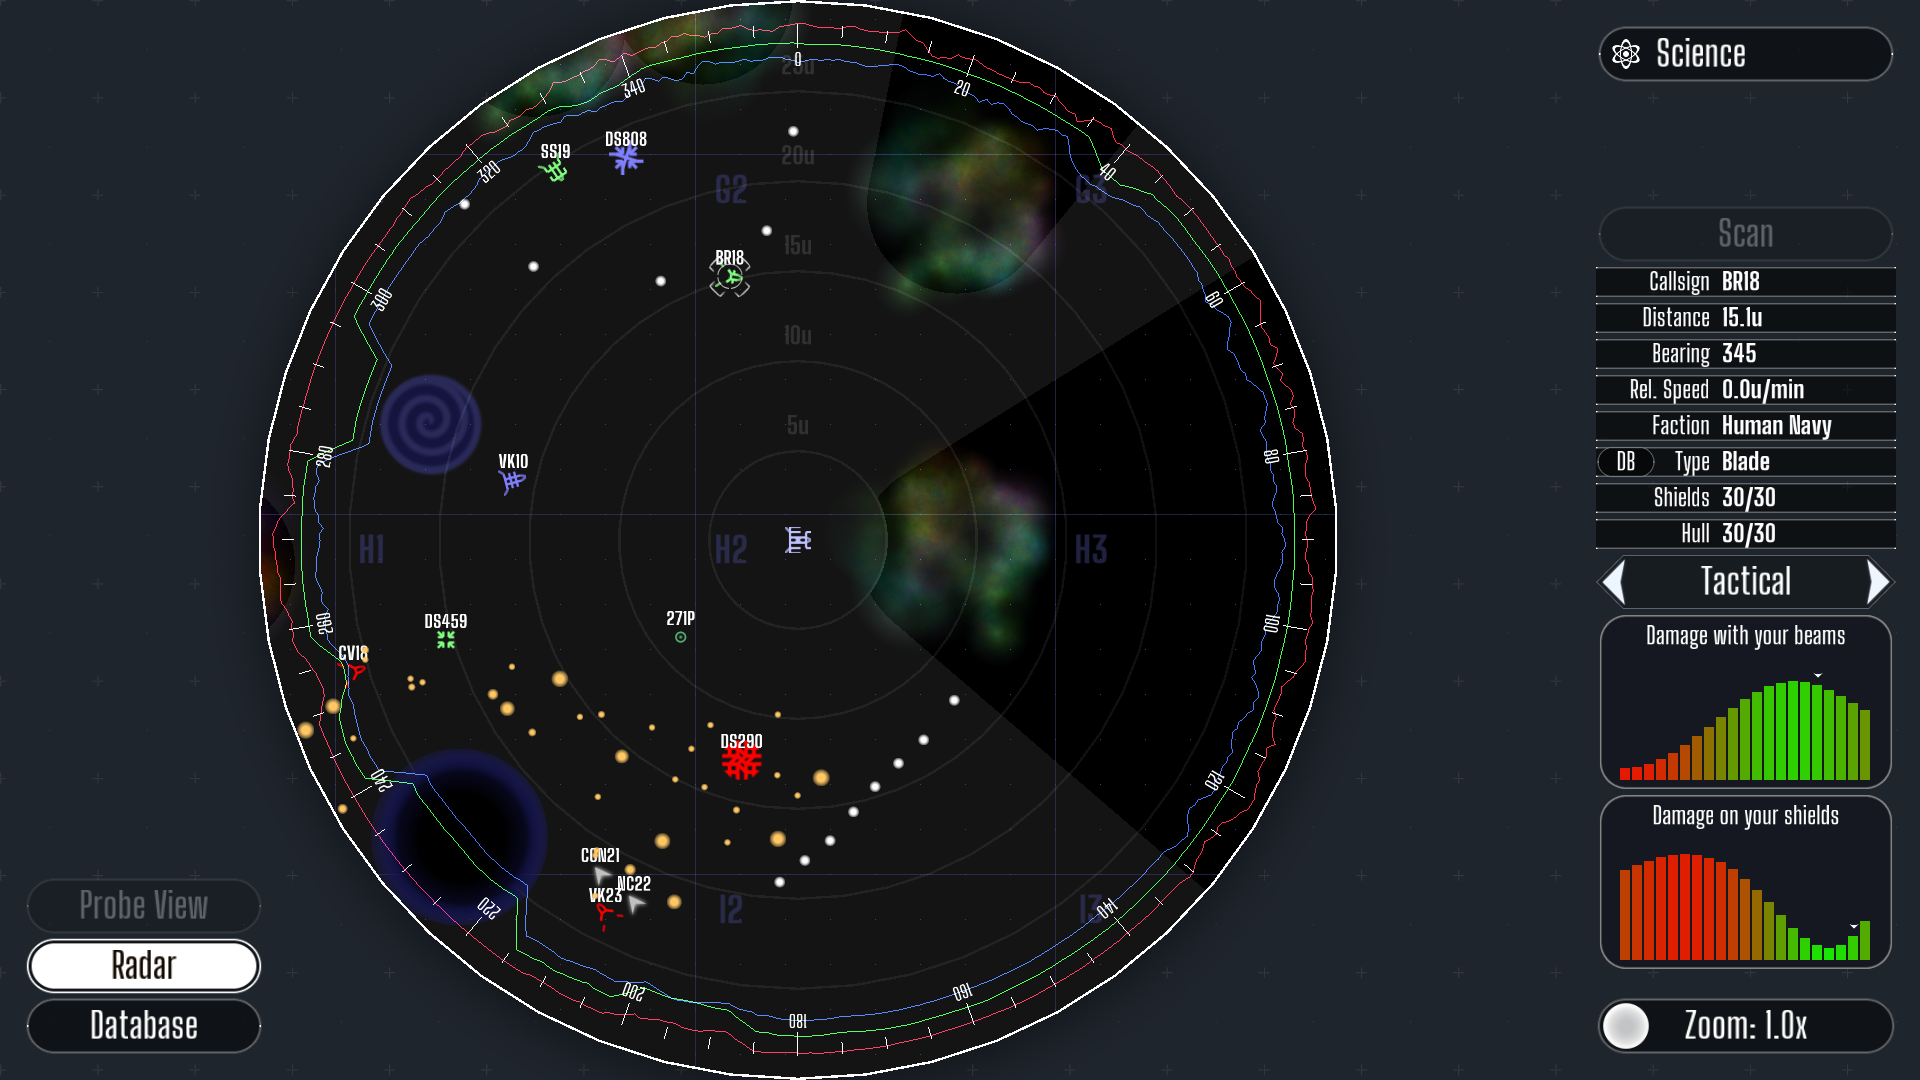 Science
Scan
Callsign BR18
Distance 15.1u
Bearing 345
Rel. Speed 0.0u/min
Faction Human Navy
DB Type Blade
Shields 30/30
Hull 30/30
Tactical
Damage with your beams
Damage on your shields
Zoom: 1.0x
Probe View
Radar
Database
0
20
40
60
80
100
120
140
160
180
200
220
240
260
280
300
320
340
25u
20u
15u
10u
5u
G2
G3
H1
H2
H3
I2
I3
SS19
DS808
BR18
VK10
271P
DS459
CV18
DS290
CON21
NC22
VK23